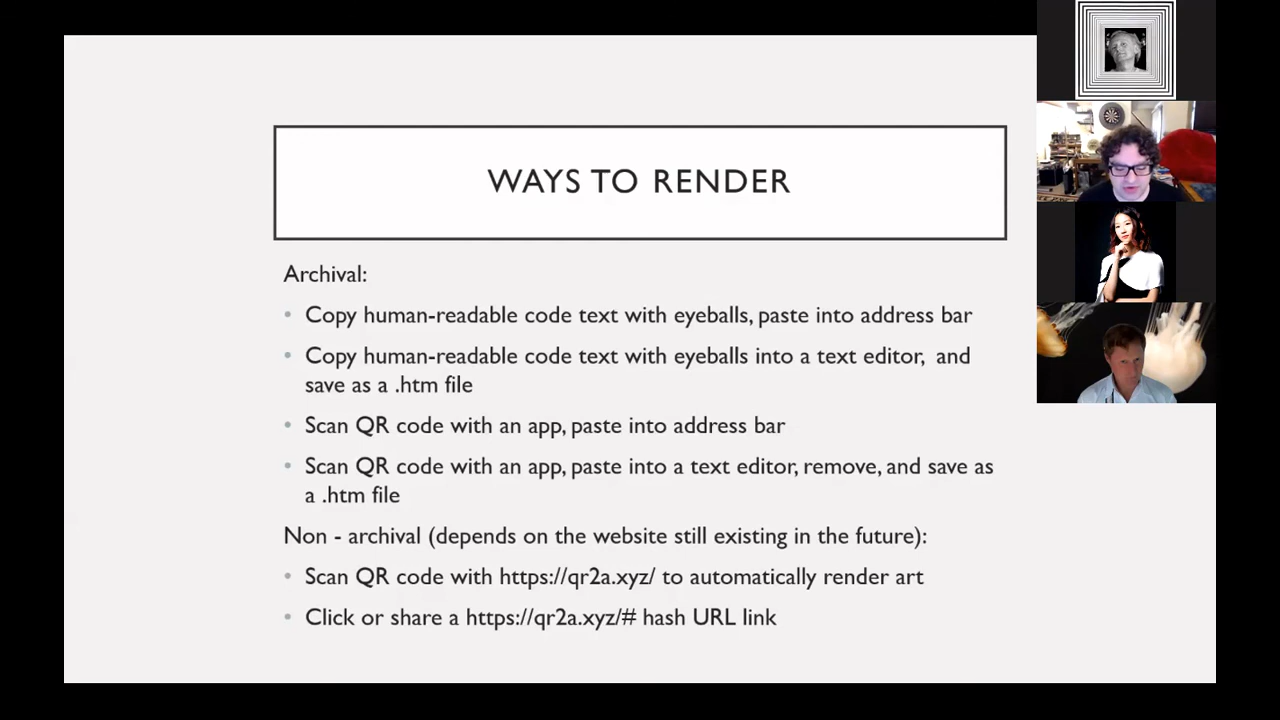 WAYS TO RENDER
Archival:
• Copy human-readable code text with eyeballs, paste into address bar
• Copy human-readable code text with eyeballs into a text editor,  and
save as a .htm file
• Scan QR code with an app, paste into address bar
• Scan QR code with an app, paste into a text editor, remove, and save as
a .htm file
Non - archival (depends on the website still existing in the future):
• Scan QR code with https://qr2a.xyz/ to automatically render art
• Click or share a https://qr2a.xyz/# hash URL link